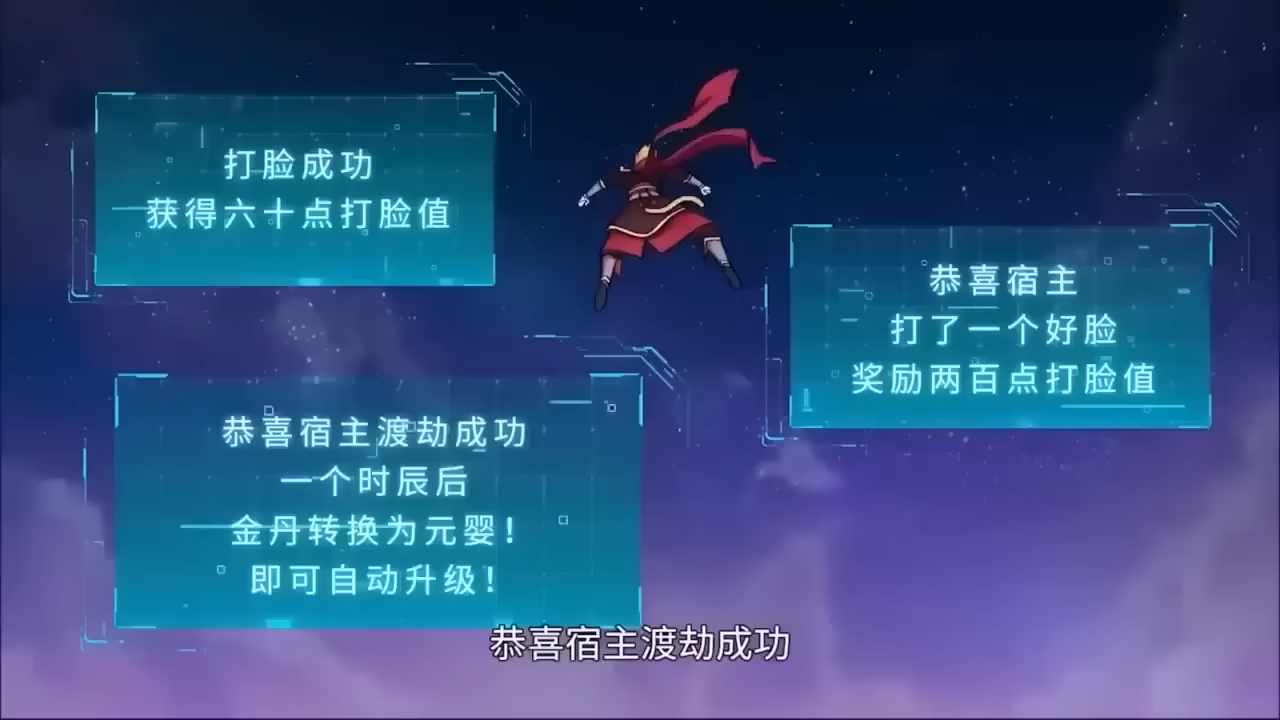 打脸成功
获得六十点打脸值
恭喜宿主
打了一个好脸
奖励两百点打脸值
恭喜宿主渡劫成功
一个时辰后
金丹转换为元婴！
即可自动升级！
恭喜宿主渡劫成功